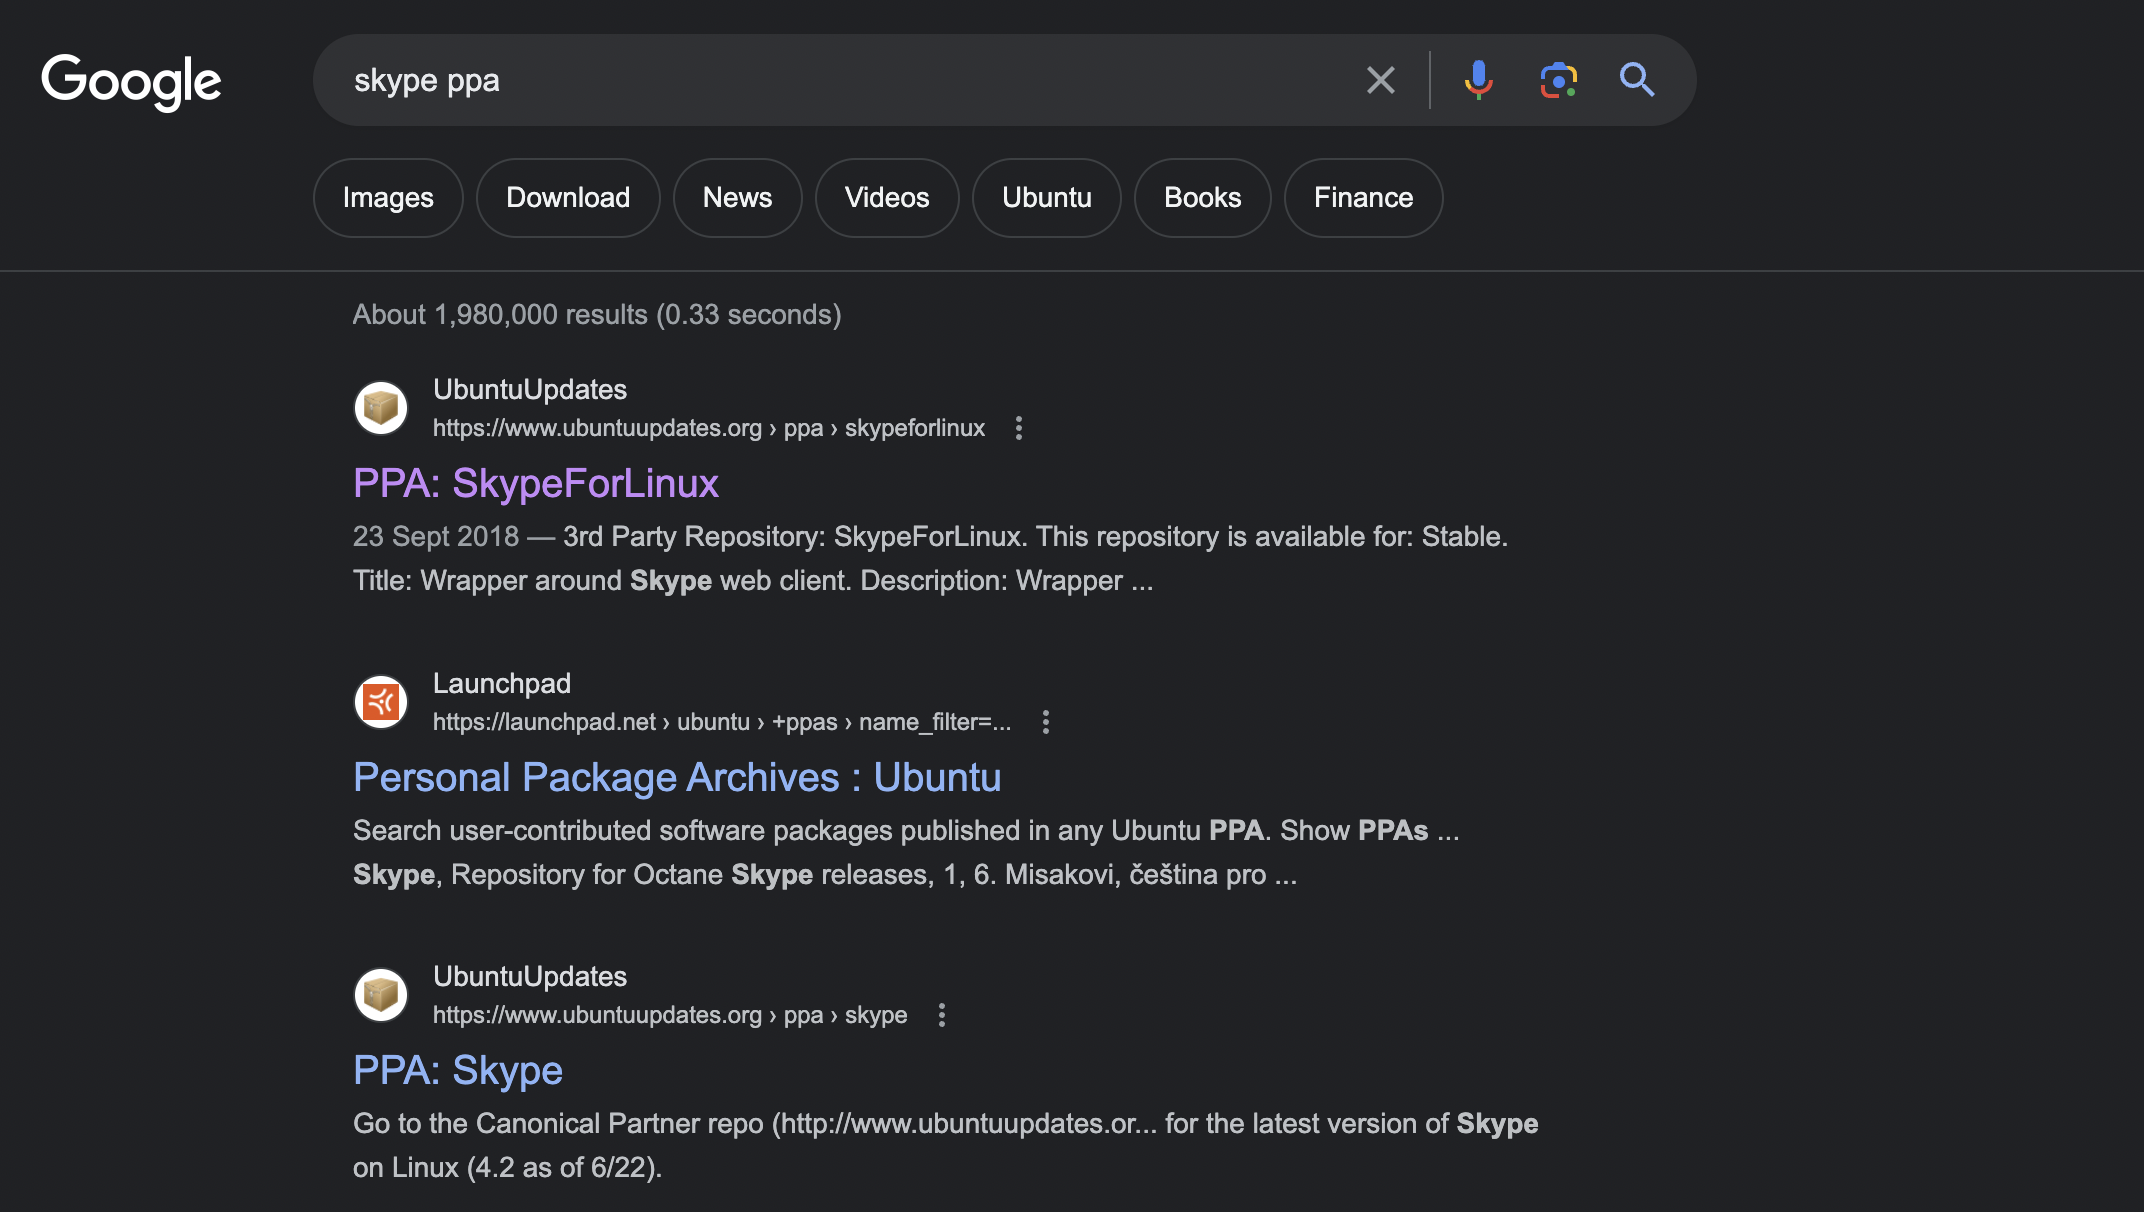 Google
skype ppa
Images
Download
News
Videos
Ubuntu
Books
Finance
About 1,980,000 results (0.33 seconds)
UbuntuUpdates
https://www.ubuntuupdates.org › ppa › skypeforlinux
PPA: SkypeForLinux
23 Sept 2018 — 3rd Party Repository: SkypeForLinux. This repository is available for: Stable.
Title: Wrapper around Skype web client. Description: Wrapper ...
Launchpad
https://launchpad.net › ubuntu › +ppas › name_filter=...
Personal Package Archives : Ubuntu
Search user-contributed software packages published in any Ubuntu PPA. Show PPAs ...
Skype, Repository for Octane Skype releases, 1, 6. Misakovi, čeština pro ...
UbuntuUpdates
https://www.ubuntuupdates.org › ppa › skype
PPA: Skype
Go to the Canonical Partner repo (http://www.ubuntuupdates.or... for the latest version of Skype
on Linux (4.2 as of 6/22).